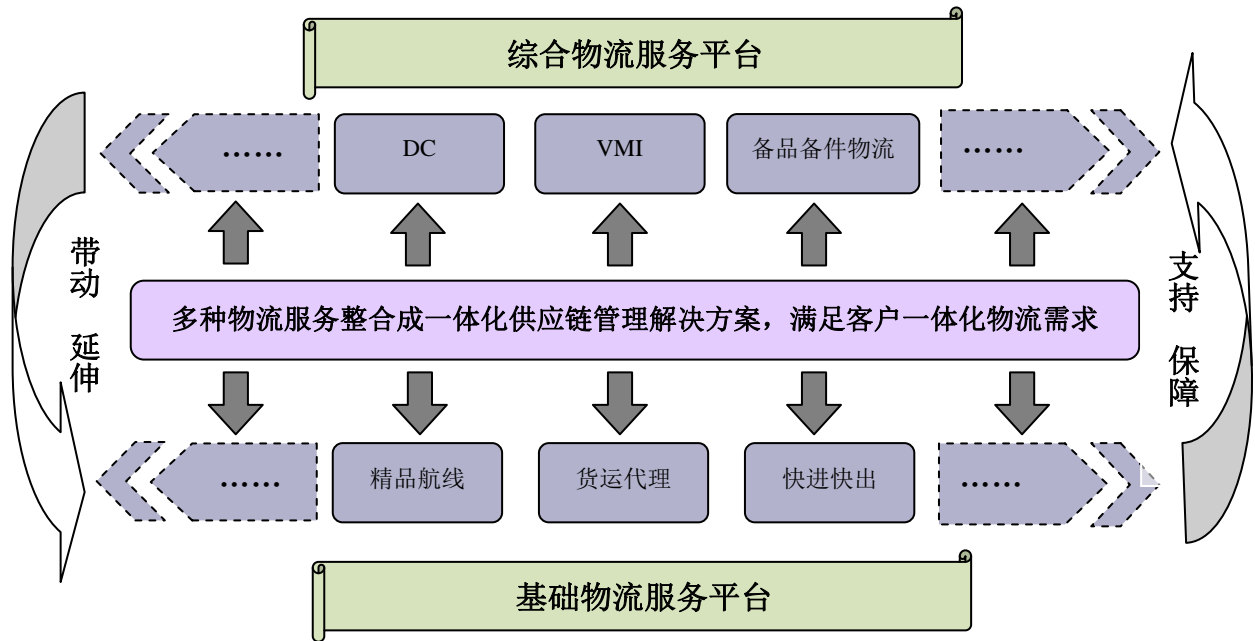 综合物流服务平台
……
DC
VMI
备品备件物流
……
带动 延伸
多种物流服务整合成一体化供应链管理解决方案，满足客户一体化物流需求
支持 保障
……
精品航线
货运代理
快进快出
……
基础物流服务平台